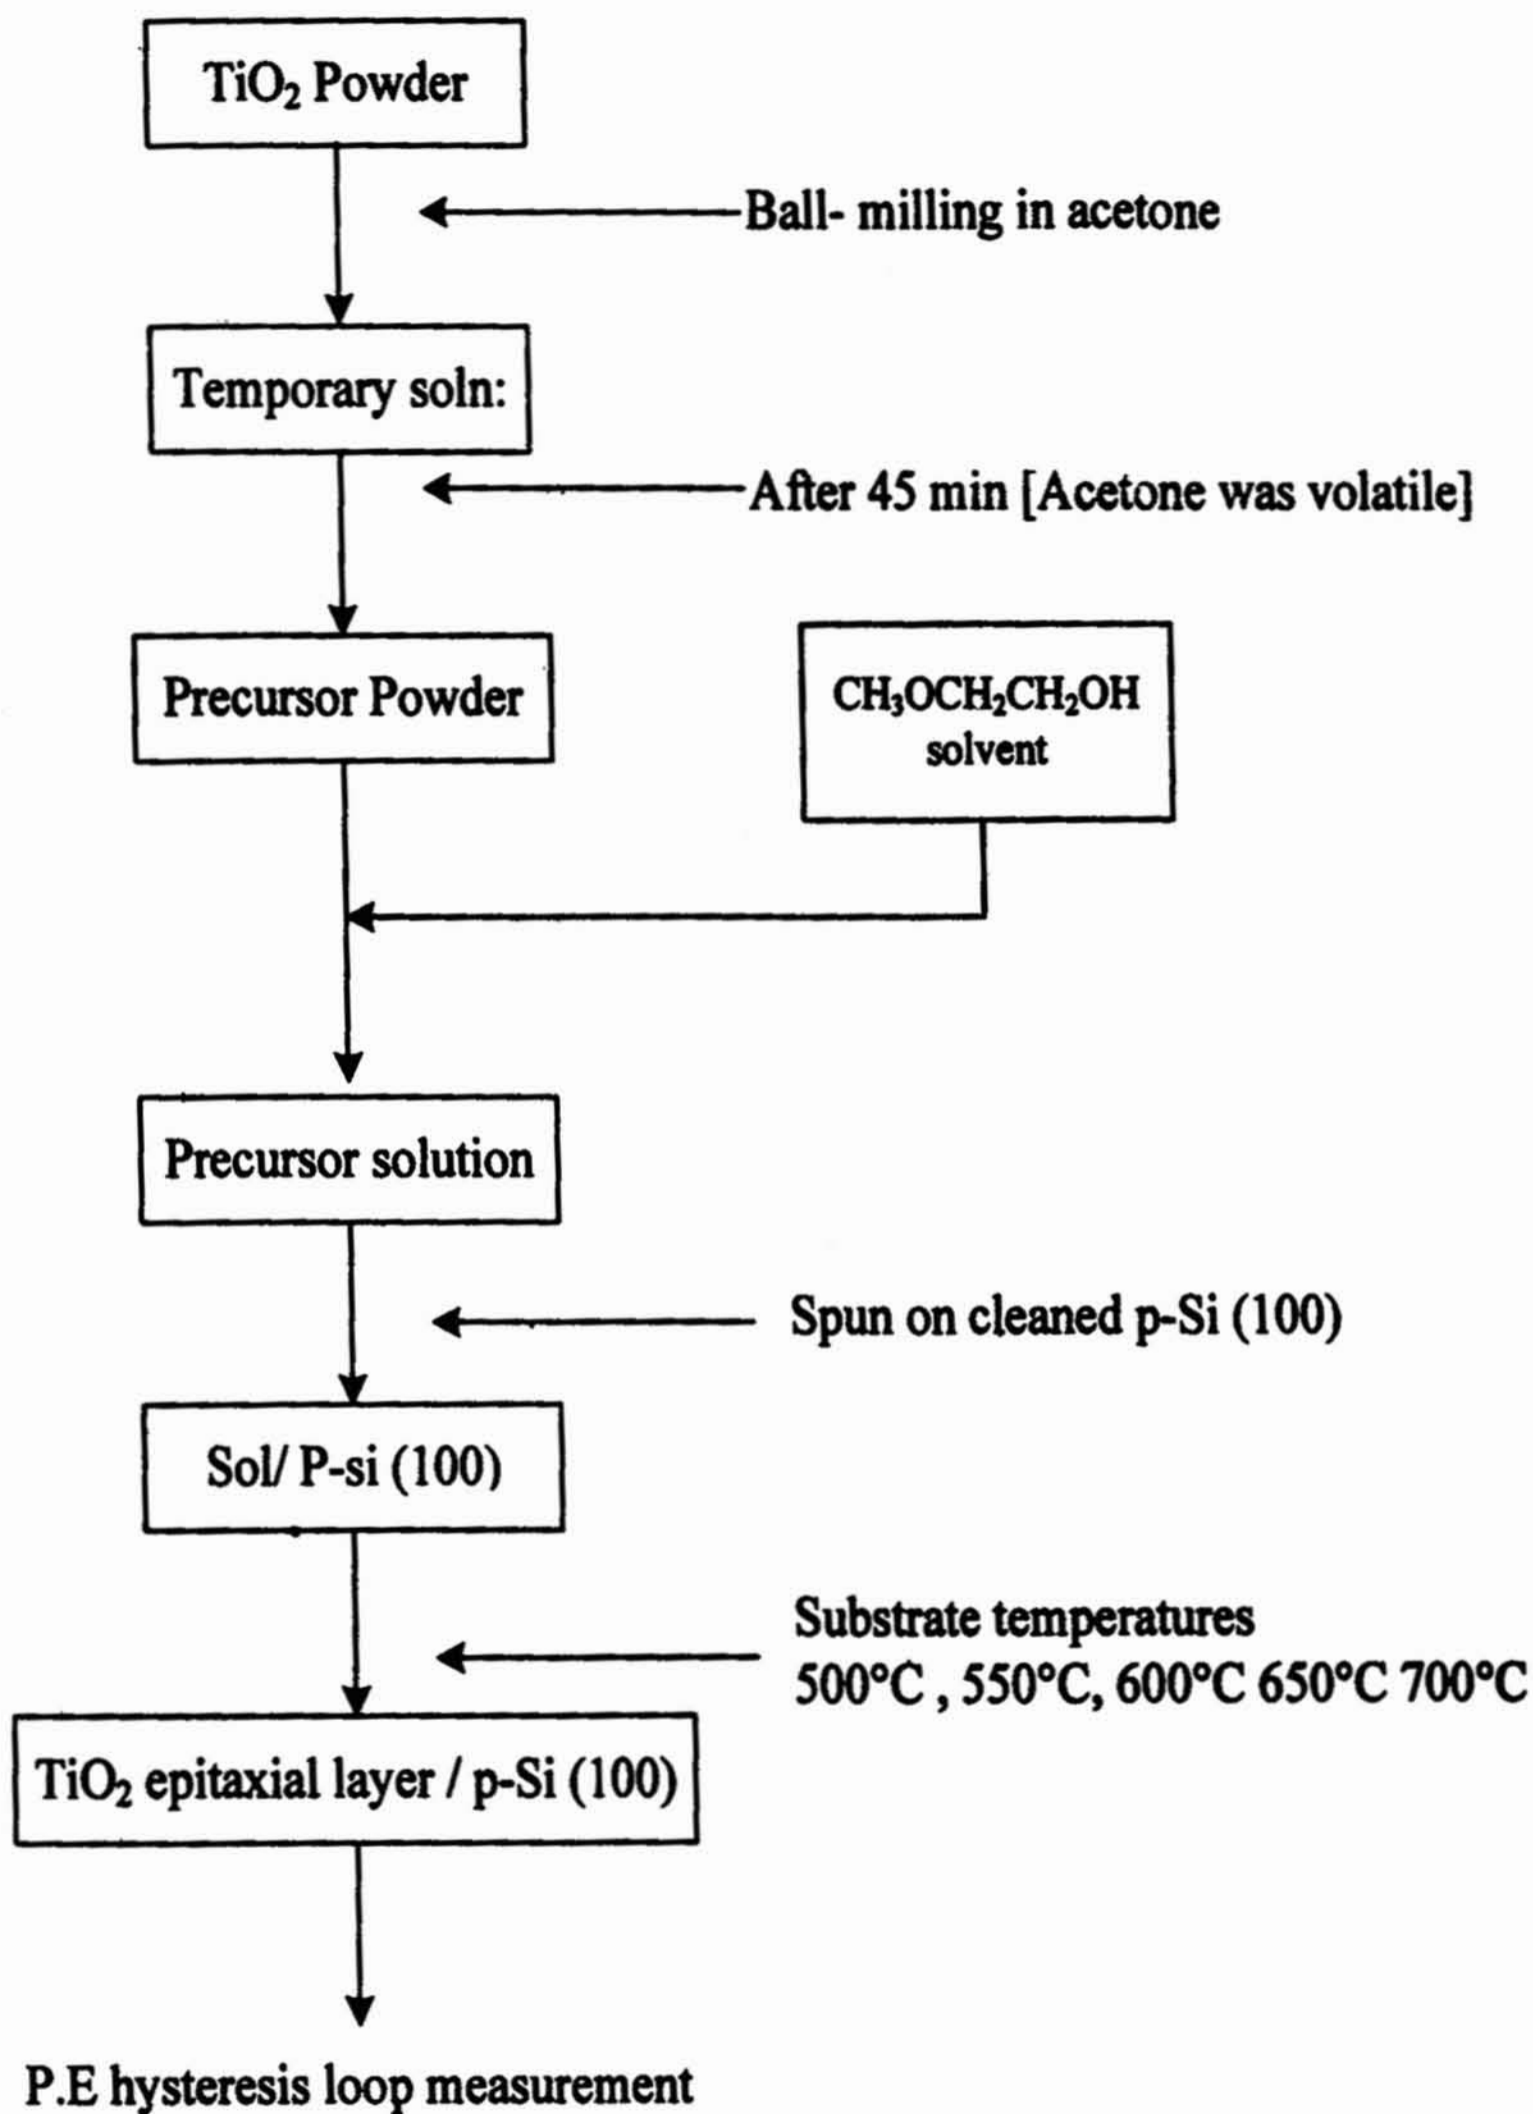 TiO₂ Powder
Ball- milling in acetone
Temporary soln:
After 45 min [Acetone was volatile]
Precursor Powder
CH₃OCH₂CH₂OH
solvent
Precursor solution
Spun on cleaned p-Si (100)
Sol/ P-si (100)
Substrate temperatures
500°C , 550°C, 600°C 650°C 700°C
TiO₂ epitaxial layer / p-Si (100)
P.E hysteresis loop measurement